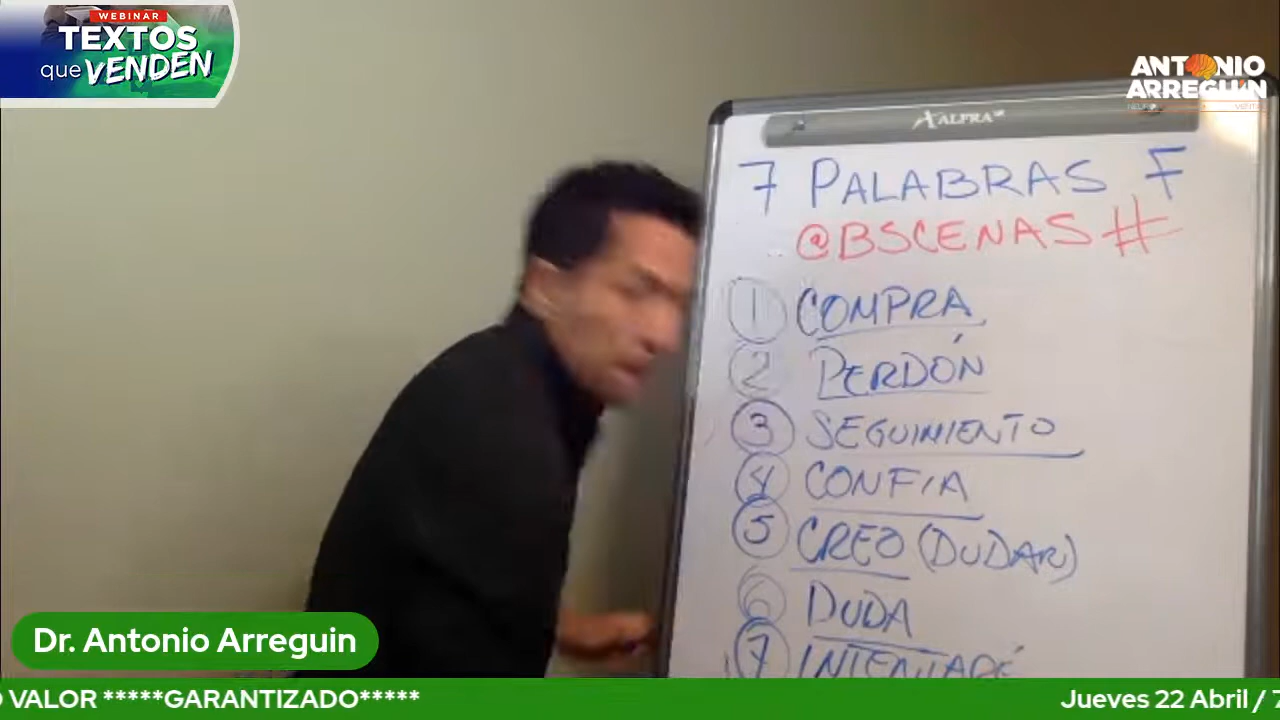 WEBINAR
TEXTOS
que VENDEN
ANTONIO
ARREGUIN
ALFRA
7 PALABRAS F
@BSCENAS #
1 COMPRA
2 PERDÓN
3 SEGUIMIENTO
4 CONFIA
5 CREO (DUDAR)
6 DUDA
7 INTENTARÉ
Dr. Antonio Arreguin
O VALOR *****GARANTIZADO*****
Jueves 22 Abril / 7